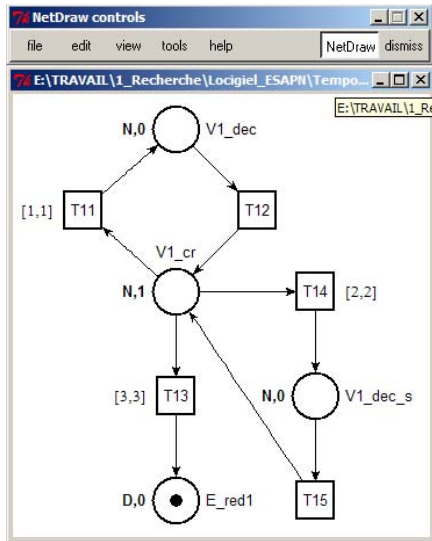 NetDraw controls
file edit view tools help NetDraw dismiss
E:\TRAVAIL\1_Recherche\Locigiel_ESAPN\Tempo...
E:\TRAVAIL\1_Re
N,0 V1_dec
[1,1] T11 T12
V1_cr
N,1 T14 [2,2]
[3,3] T13 N,0 V1_dec_s
D,0 E_red1 T15